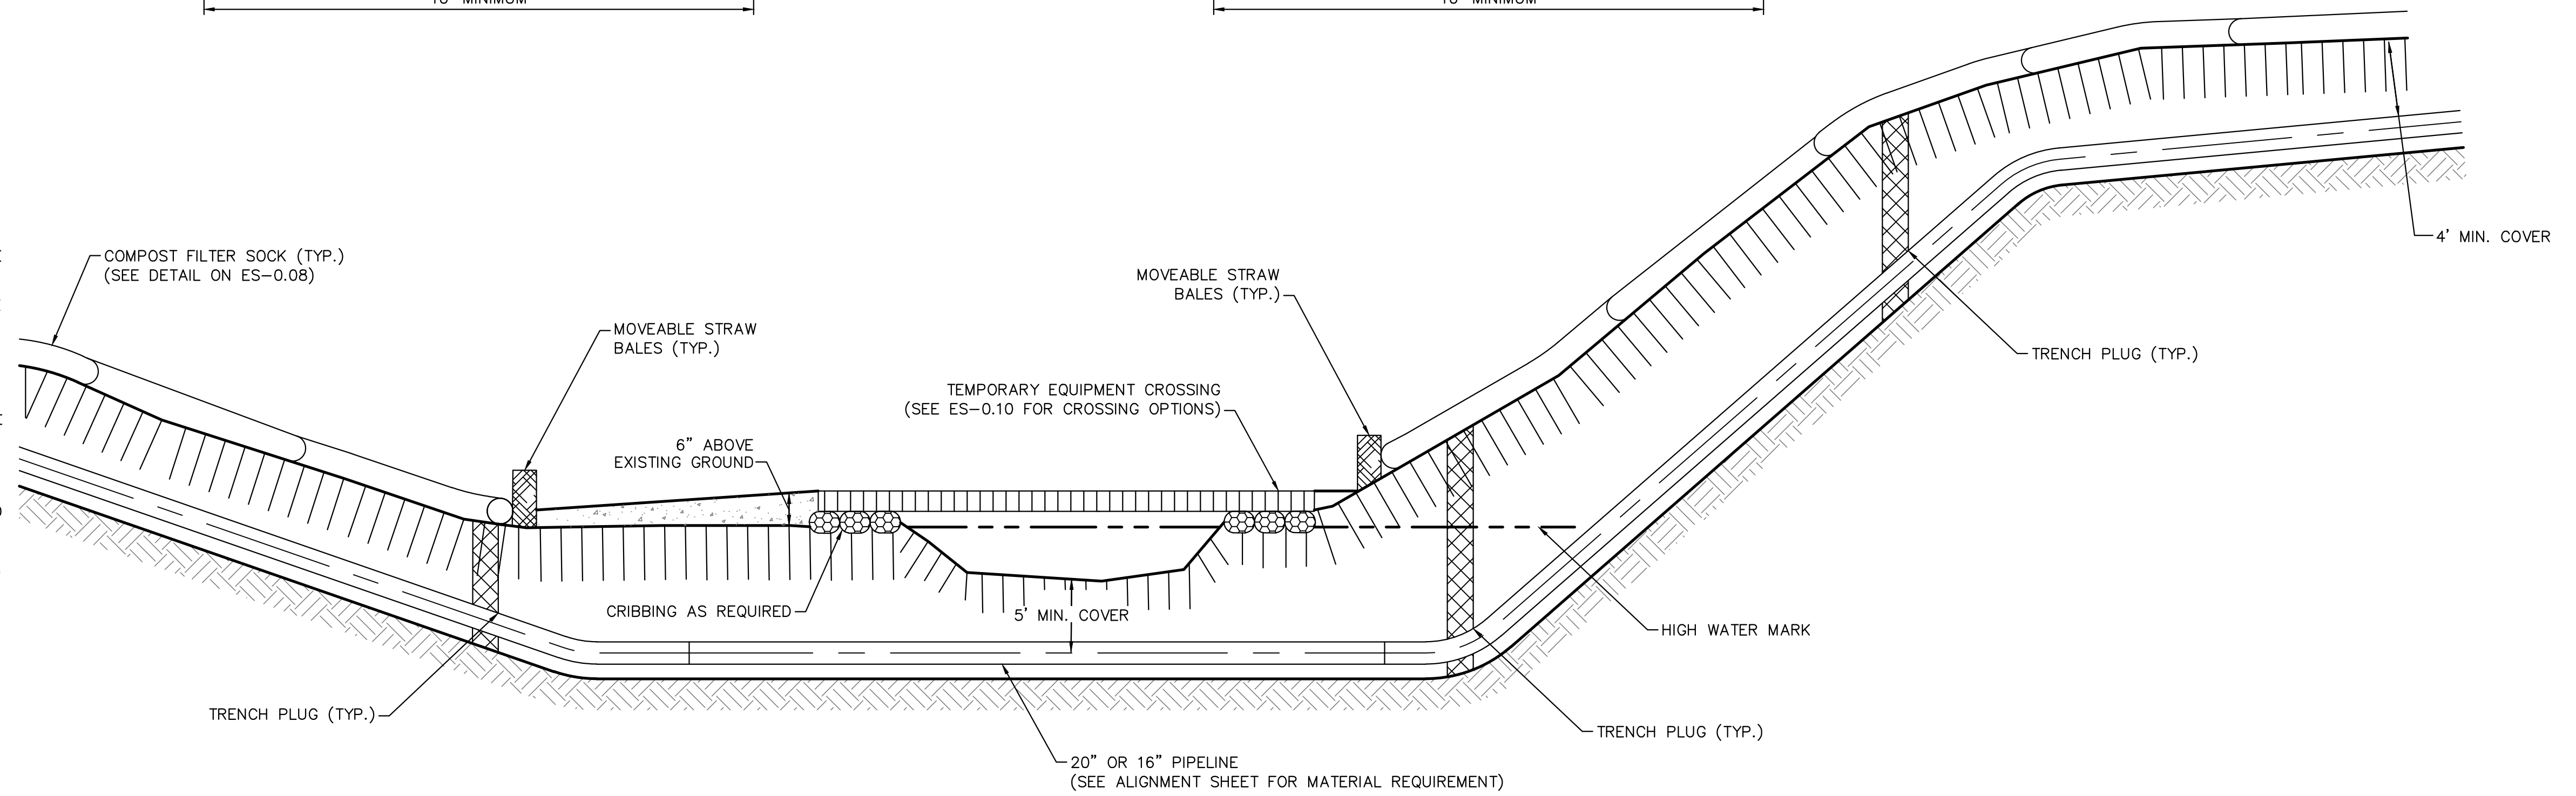 COMPOST FILTER SOCK (TYP.)
(SEE DETAIL ON ES-0.08)
MOVEABLE STRAW
BALES (TYP.)
MOVEABLE STRAW
BALES (TYP.)
4' MIN. COVER
TRENCH PLUG (TYP.)
TEMPORARY EQUIPMENT CROSSING
(SEE ES-0.10 FOR CROSSING OPTIONS)
6" ABOVE
EXISTING GROUND
CRIBBING AS REQUIRED
5' MIN. COVER
HIGH WATER MARK
TRENCH PLUG (TYP.)
TRENCH PLUG (TYP.)
20" OR 16" PIPELINE
(SEE ALIGNMENT SHEET FOR MATERIAL REQUIREMENT)